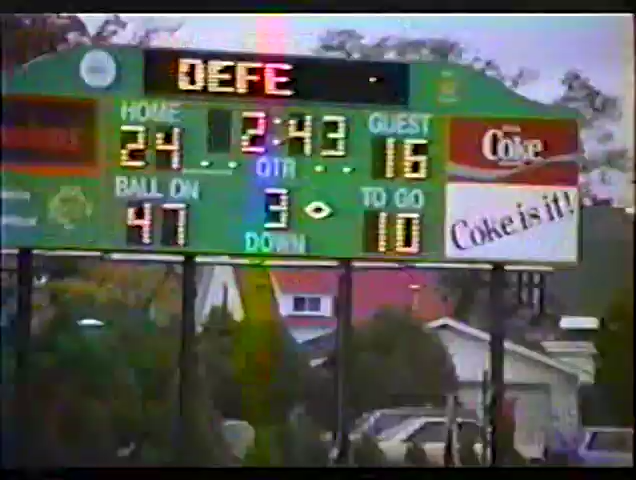 DEFE
HOME 24 2:43 GUEST 16
QTR
BALL ON 47 3 TO GO 10
DOWN
Coke
Coke is it!